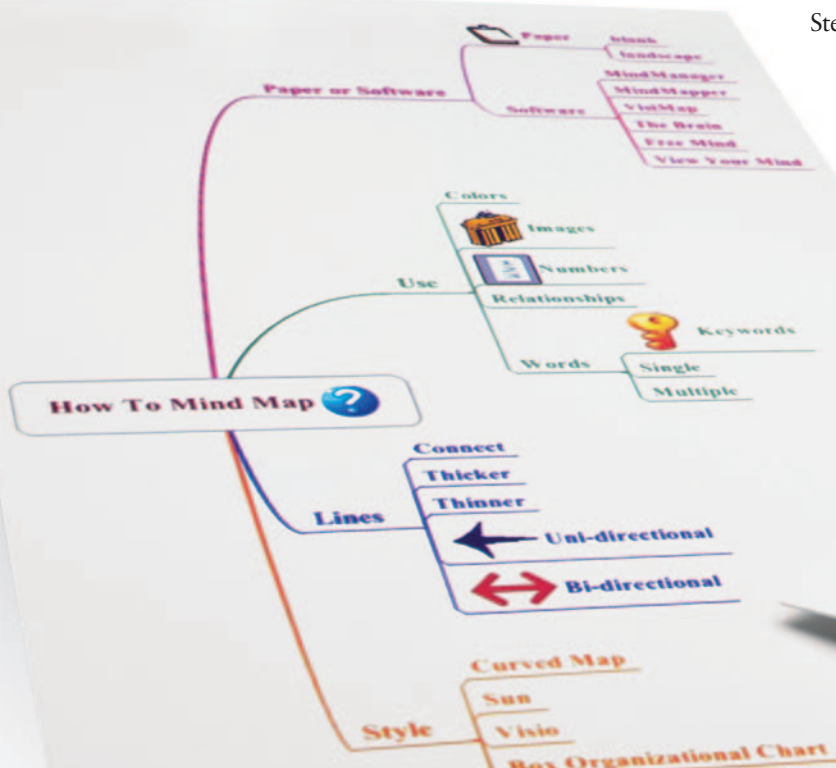 Ste
Paper
blank
landscape
Paper or Software
Software
MindManager
MindMapper
VisiMap
The Brain
Free Mind
View Your Mind
Colors
Images
Use
Numbers
Relationships
Keywords
Words
Single
Multiple
How To Mind Map ?
Connect
Thicker
Thinner
Lines
Uni-directional
Bi-directional
Curved Map
Sun
Style
Visio
Box Organizational Chart